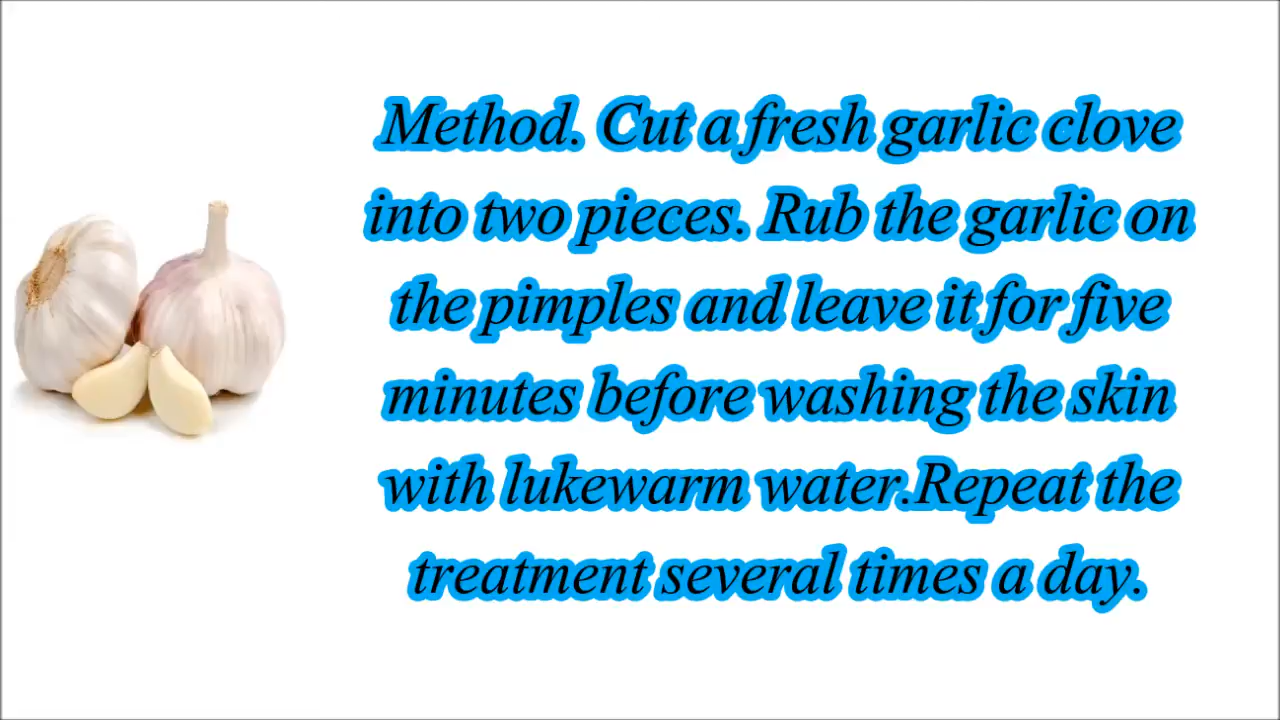 Method. Cut a fresh garlic clove
into two pieces. Rub the garlic on
the pimples and leave it for five
minutes before washing the skin
with lukewarm water.Repeat the
treatment several times a day.